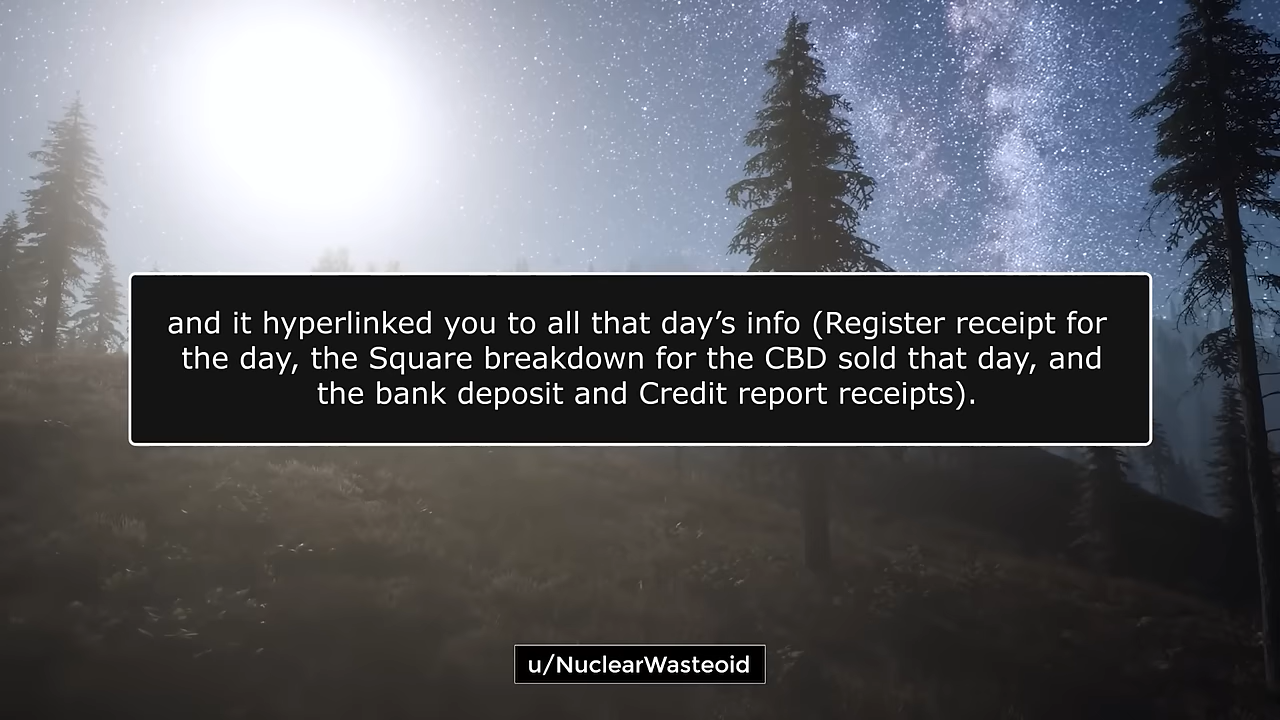 and it hyperlinked you to all that day’s info (Register receipt for
the day, the Square breakdown for the CBD sold that day, and
the bank deposit and Credit report receipts).
u/NuclearWasteoid